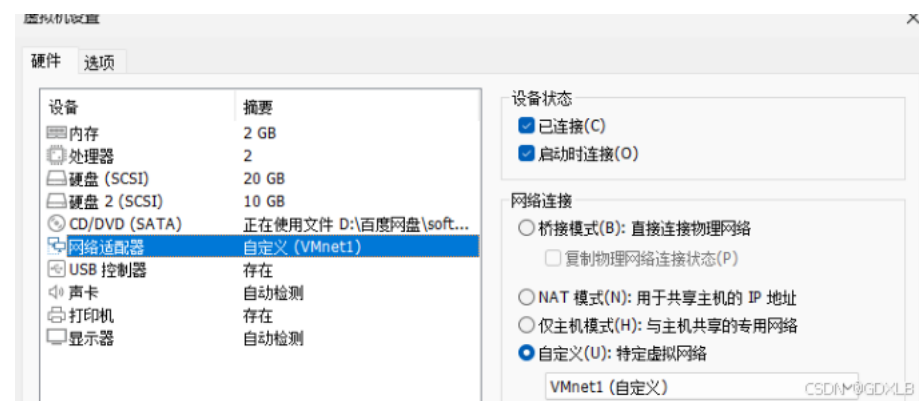 虚拟机设置
硬件 选项
设备 摘要
内存 2 GB
处理器 2
硬盘 (SCSI) 20 GB
硬盘 2 (SCSI) 10 GB
CD/DVD (SATA) 正在使用文件 D:\百度网盘\soft...
网络适配器 自定义 (VMnet1)
USB 控制器 存在
声卡 自动检测
打印机 存在
显示器 自动检测
设备状态
已连接(C)
启动时连接(O)
网络连接
桥接模式(B): 直接连接物理网络
复制物理网络连接状态(P)
NAT 模式(N): 用于共享主机的 IP 地址
仅主机模式(H): 与主机共享的专用网络
自定义(U): 特定虚拟网络
VMnet1 (自定义)
CSDN @GDXLB